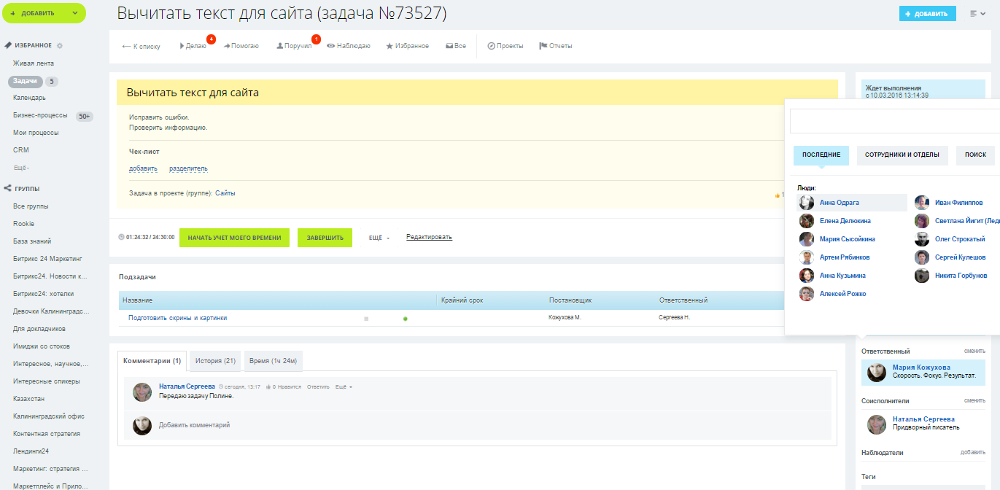 ДОБАВИТЬ
Вычитать текст для сайта (задача №73527)
ДОБАВИТЬ
ИЗБРАННОЕ
Живая лента
Задачи 5
Календарь
Бизнес-процессы 50+
Мои процессы
CRM
Ещё
ГРУППЫ
Все группы
Rookie
База знаний
Битрикс 24 Маркетинг
Битрикс24. Новости к...
Битрикс24: хотелки
Девочки Калининградс...
Для докладчиков
Имиджи со стоков
Интересное, научное,...
Интересные спикеры
Казахстан
Калининградский офис
Контентная стратегия
Лендинги24
Маркетинг: стратегия ...
Маркетплейс и Прило...
К списку
Делаю 4
Помогаю
Поручил 1
Наблюдаю
Избранное
Все
Проекты
Отчеты
Вычитать текст для сайта
Исправить ошибки.
Проверить информацию.
Чек-лист
добавить разделитель
Задача в проекте (группе): Сайты
1
01:24:32 / 24:30:00
НАЧАТЬ УЧЕТ МОЕГО ВРЕМЕНИ
ЗАВЕРШИТЬ
ЕЩЁ
Редактировать
Подзадачи
Название Крайний срок Постановщик Ответственный
Подготовить скрины и картинки Кожухова М. Сергеева Н.
Комментарии (1) История (21) Время (1ч 24м)
Наталья Сергеева сегодня, 13:17 0 Нравится Ответить Ещё
Передаю задачу Полине.
Добавить комментарий
Ждет выполнения
с 10.03.2016 13:14:39
ПОСЛЕДНИЕ СОТРУДНИКИ И ОТДЕЛЫ ПОИСК
Люди:
Анна Одрага Иван Филиппов
Елена Делюкина Светлана Йигит (Лед
Мария Сысойкина Олег Строкатый
Артем Рябинков Сергей Кулешов
Анна Кузьмина Никита Горбунов
Алексей Рожко
Ответственный сменить
Мария Кожухова
Скорость. Фокус. Результат.
Соисполнители сменить
Наталья Сергеева
Придворный писатель
Наблюдатели добавить
Теги